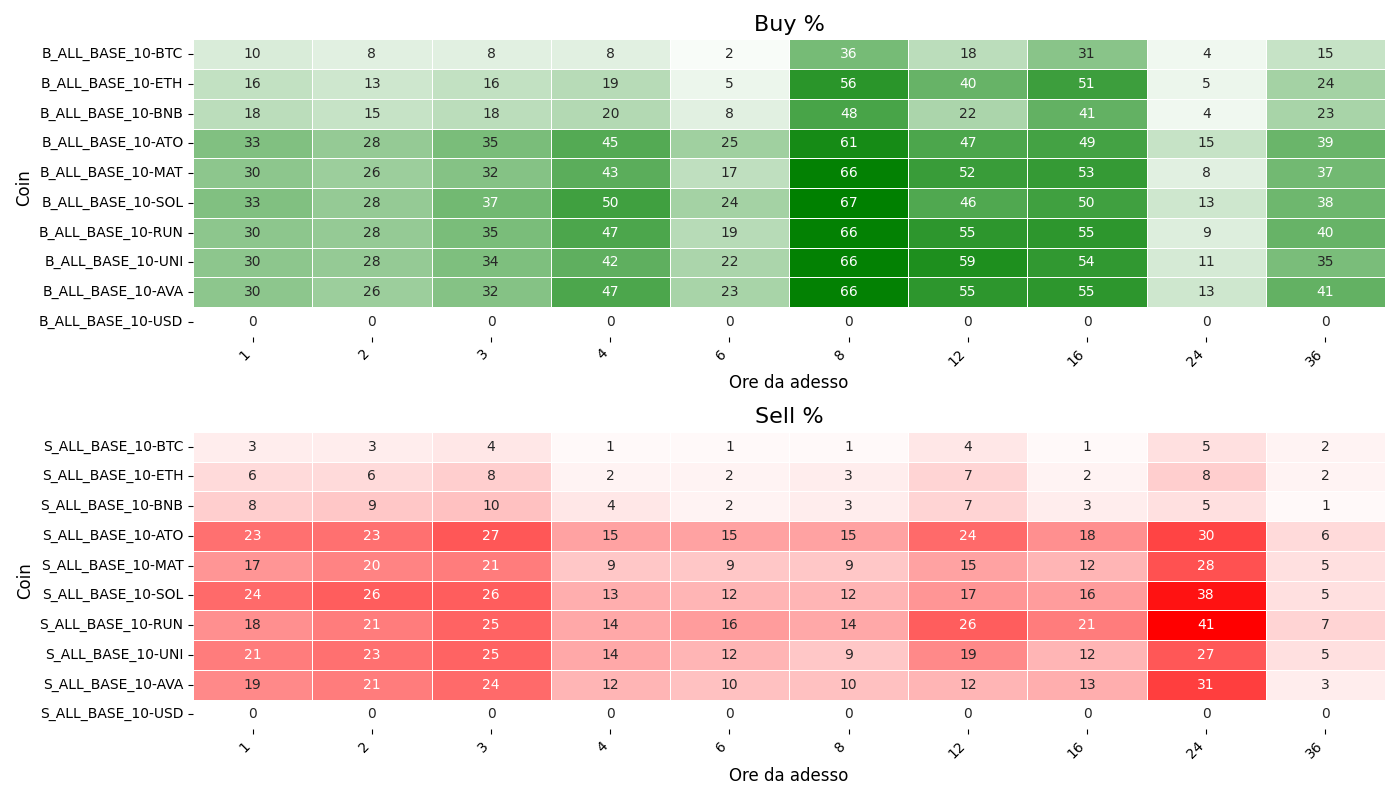 Buy %
Coin
B_ALL_BASE_10-BTC 10 8 8 8 2 36 18 31 4 15
B_ALL_BASE_10-ETH 16 13 16 19 5 56 40 51 5 24
B_ALL_BASE_10-BNB 18 15 18 20 8 48 22 41 4 23
B_ALL_BASE_10-ATO 33 28 35 45 25 61 47 49 15 39
B_ALL_BASE_10-MAT 30 26 32 43 17 66 52 53 8 37
B_ALL_BASE_10-SOL 33 28 37 50 24 67 46 50 13 38
B_ALL_BASE_10-RUN 30 28 35 47 19 66 55 55 9 40
B_ALL_BASE_10-UNI 30 28 34 42 22 66 59 54 11 35
B_ALL_BASE_10-AVA 30 26 32 47 23 66 55 55 13 41
B_ALL_BASE_10-USD 0 0 0 0 0 0 0 0 0 0
1 2 3 4 6 8 12 16 24 36
Ore da adesso
Sell %
Coin
S_ALL_BASE_10-BTC 3 3 4 1 1 1 4 1 5 2
S_ALL_BASE_10-ETH 6 6 8 2 2 3 7 2 8 2
S_ALL_BASE_10-BNB 8 9 10 4 2 3 7 3 5 1
S_ALL_BASE_10-ATO 23 23 27 15 15 15 24 18 30 6
S_ALL_BASE_10-MAT 17 20 21 9 9 9 15 12 28 5
S_ALL_BASE_10-SOL 24 26 26 13 12 12 17 16 38 5
S_ALL_BASE_10-RUN 18 21 25 14 16 14 26 21 41 7
S_ALL_BASE_10-UNI 21 23 25 14 12 9 19 12 27 5
S_ALL_BASE_10-AVA 19 21 24 12 10 10 12 13 31 3
S_ALL_BASE_10-USD 0 0 0 0 0 0 0 0 0 0
1 2 3 4 6 8 12 16 24 36
Ore da adesso